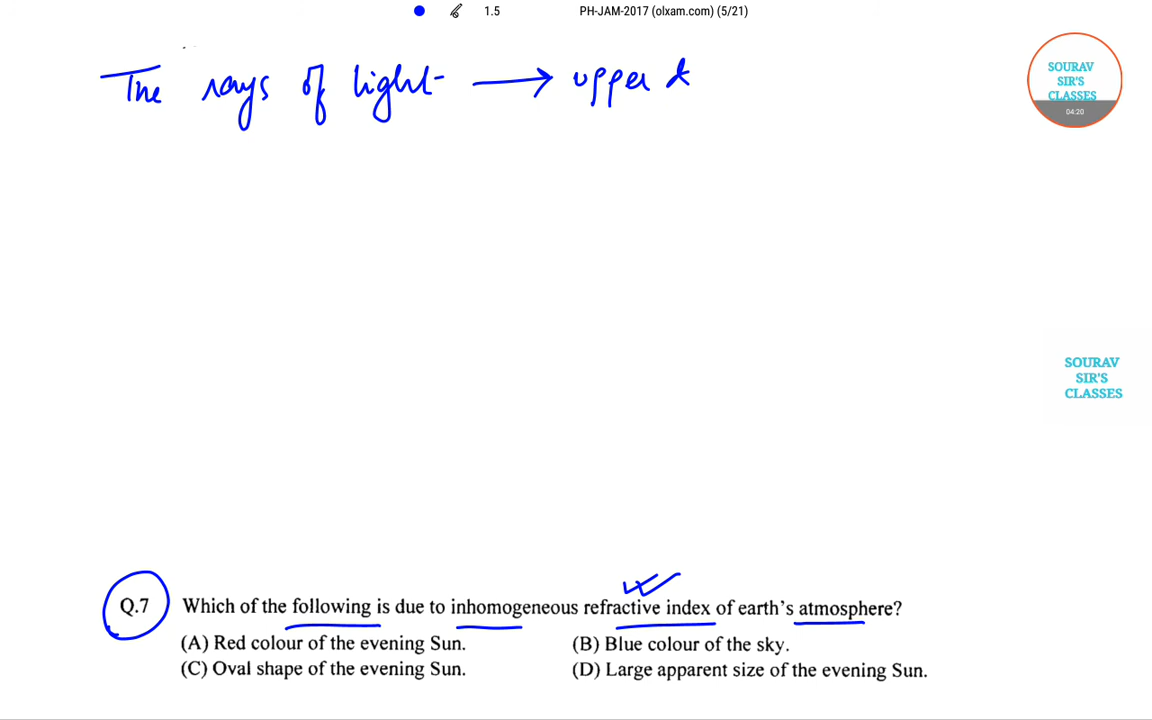 1.5 PH-JAM-2017 (olxam.com) (5/21)
The rays of light → upper &
SOURAV
SIR'S
CLASSES
04:20
SOURAV
SIR'S
CLASSES
Q.7 Which of the following is due to inhomogeneous refractive index of earth's atmosphere?
(A) Red colour of the evening Sun. (B) Blue colour of the sky.
(C) Oval shape of the evening Sun. (D) Large apparent size of the evening Sun.